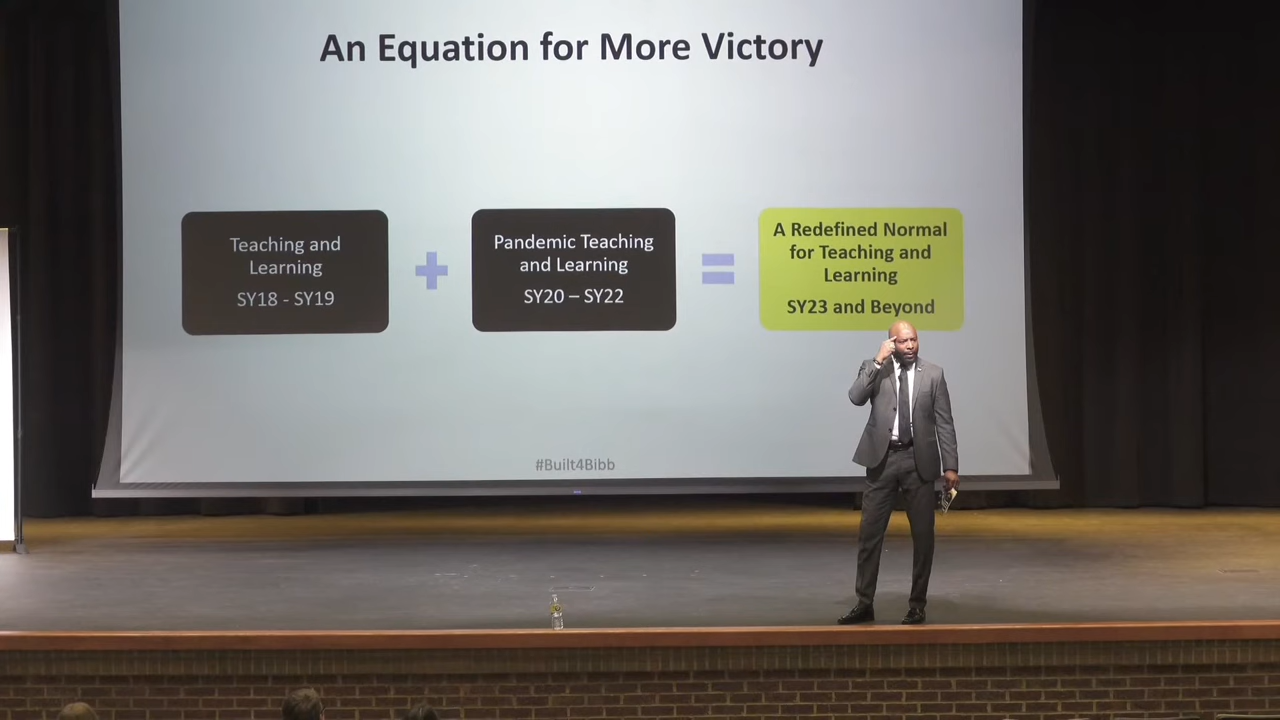 An Equation for More Victory
Teaching and
Learning
SY18 - SY19
+
Pandemic Teaching
and Learning
SY20 – SY22
=
A Redefined Normal
for Teaching and
Learning
SY23 and Beyond
#Built4Bibb